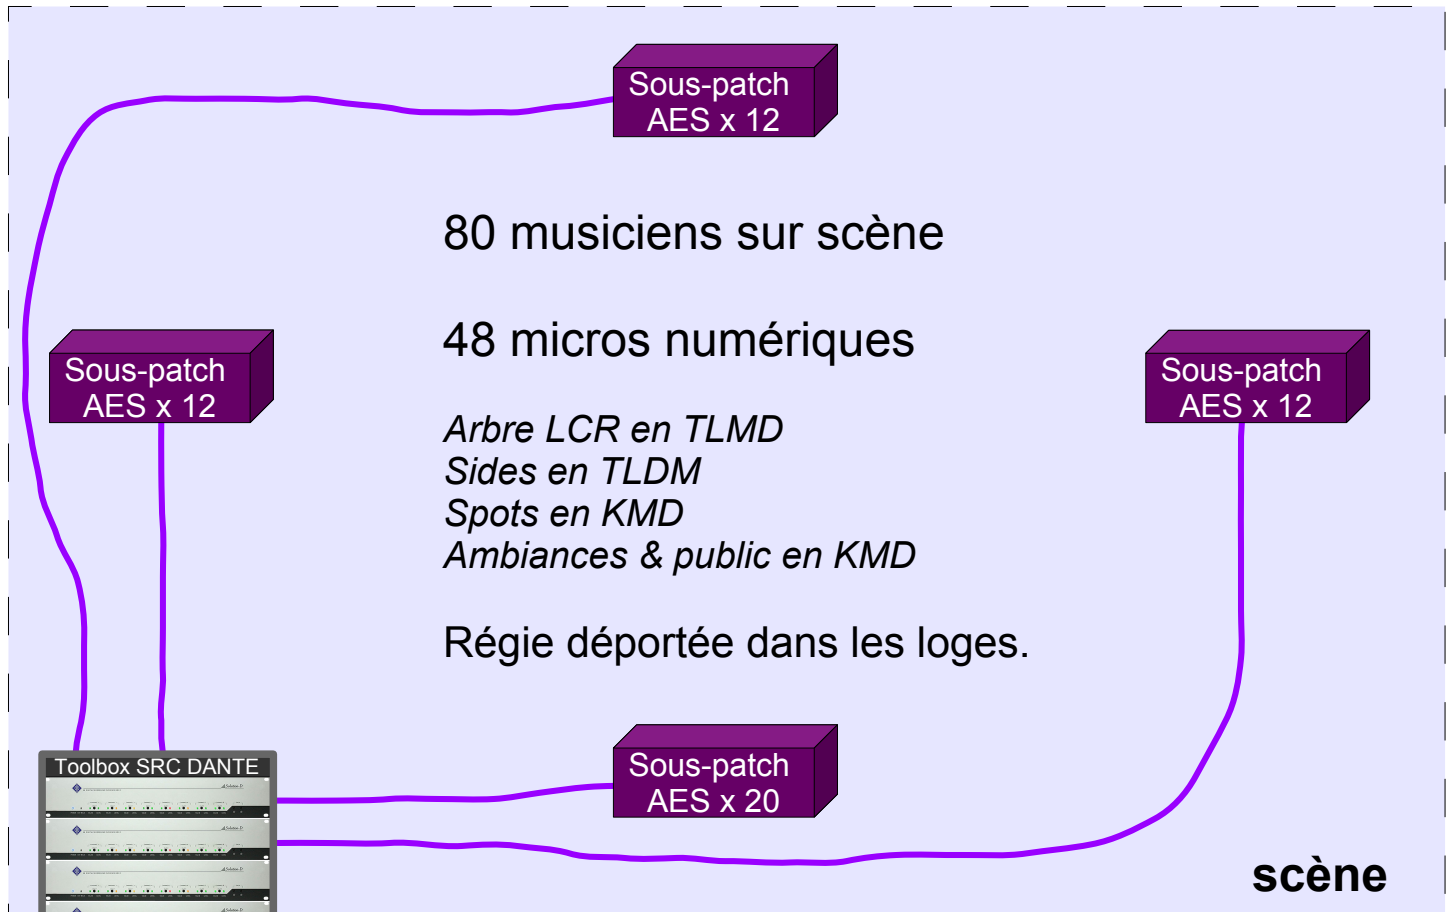 Sous-patch
AES x 12
80 musiciens sur scène
48 micros numériques
Sous-patch
AES x 12
Sous-patch
AES x 12
Arbre LCR en TLMD
Sides en TLDM
Spots en KMD
Ambiances & public en KMD
Régie déportée dans les loges.
Sous-patch
AES x 20
Toolbox SRC DANTE
scène